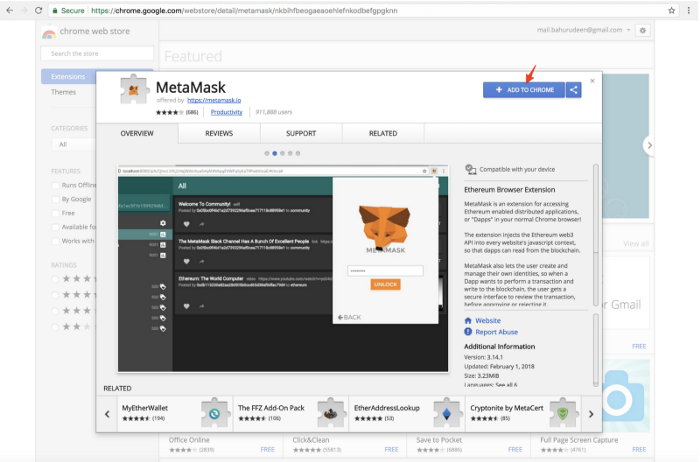 Secure
https://chrome.google.com/webstore/detail/metamask/nkbihfbeogaeaoehlefnkodbefgpgknn
chrome web store
mail.bahurudeen@gmail.com
Search the store
Featured
Extensions
Themes
CATEGORIES
All
FEATURES
Runs Offline
By Google
Free
Available fo
Works with
RATINGS
MetaMask
offered by https://metamask.io
(686)
Productivity
911,888 users
ADD TO CHROME
OVERVIEW
REVIEWS
SUPPORT
RELATED
All
Welcome To Community!
The MetaMask Slack Channel Has A Bunch Of Excellent People
Ethereum: The World Computer
METAMASK
UNLOCK
BACK
Compatible with your device
Ethereum Browser Extension
MetaMask is an extension for accessing
Ethereum enabled distributed applications,
or "Dapps" in your normal Chrome browser!
The extension injects the Ethereum web3
API into every website's javascript context,
so that dapps can read from the blockchain.
MetaMask also lets the user create and
manage their own identities, so when a
Dapp wants to perform a transaction and
write to the blockchain, the user gets a
secure interface to review the transaction,
before approving or rejecting it.
Website
Report Abuse
Additional Information
Version: 3.14.1
Updated: February 1, 2018
Size: 3.23MiB
Languages: See all 6
View all
r Gmail
FREE
RELATED
MyEtherWallet
(194)
The FFZ Add-On Pack
(105)
EtherAddressLookup
(53)
Cryptonite by MetaCert
(85)
Office Online
(2839)
FREE
Click&Clean
(55813)
FREE
Save to Pocket
(6886)
FREE
Full Page Screen Capture
(4761)
FREE